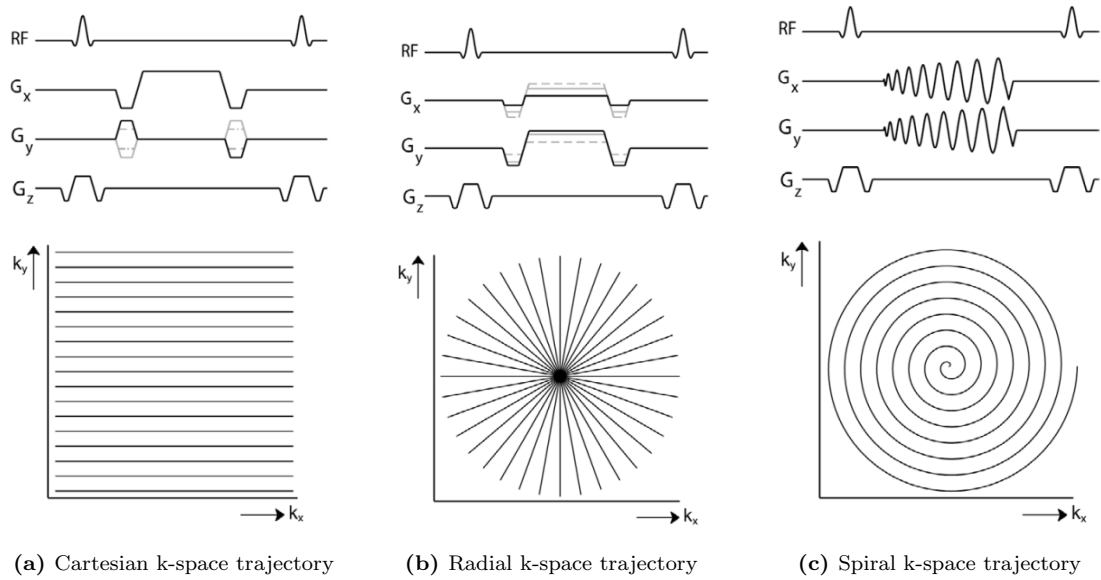 RF
Gx
Gy
Gz
ky
kx
(a) Cartesian k-space trajectory
RF
Gx
Gy
Gz
ky
kx
(b) Radial k-space trajectory
RF
Gx
Gy
Gz
ky
kx
(c) Spiral k-space trajectory